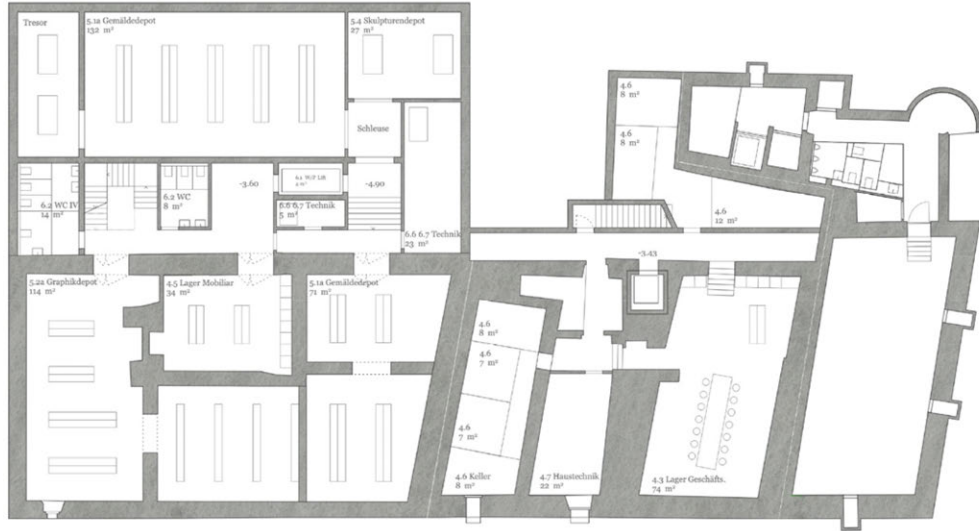 Tresor
5.1a Gemäldedepot
132 m²
5.4 Skulpturendepot
27 m²
4.6
8 m²
4.6
8 m²
Schleuse
6.2 WC IV
14 m²
6.2 WC
8 m²
-3.60
6.1 W/P Lift
4 m²
-4.90
6.6 6.7 Technik
5 m²
4.6
12 m²
6.6 6.7 Technik
23 m²
-3.43
5.2a Graphikdepot
114 m²
4.5 Lager Mobiliar
34 m²
5.1a Gemäldedepot
71 m²
4.6
8 m²
4.6
7 m²
4.6
7 m²
4.6 Keller
8 m²
4.7 Haustechnik
22 m²
4.3 Lager Geschäfts.
74 m²